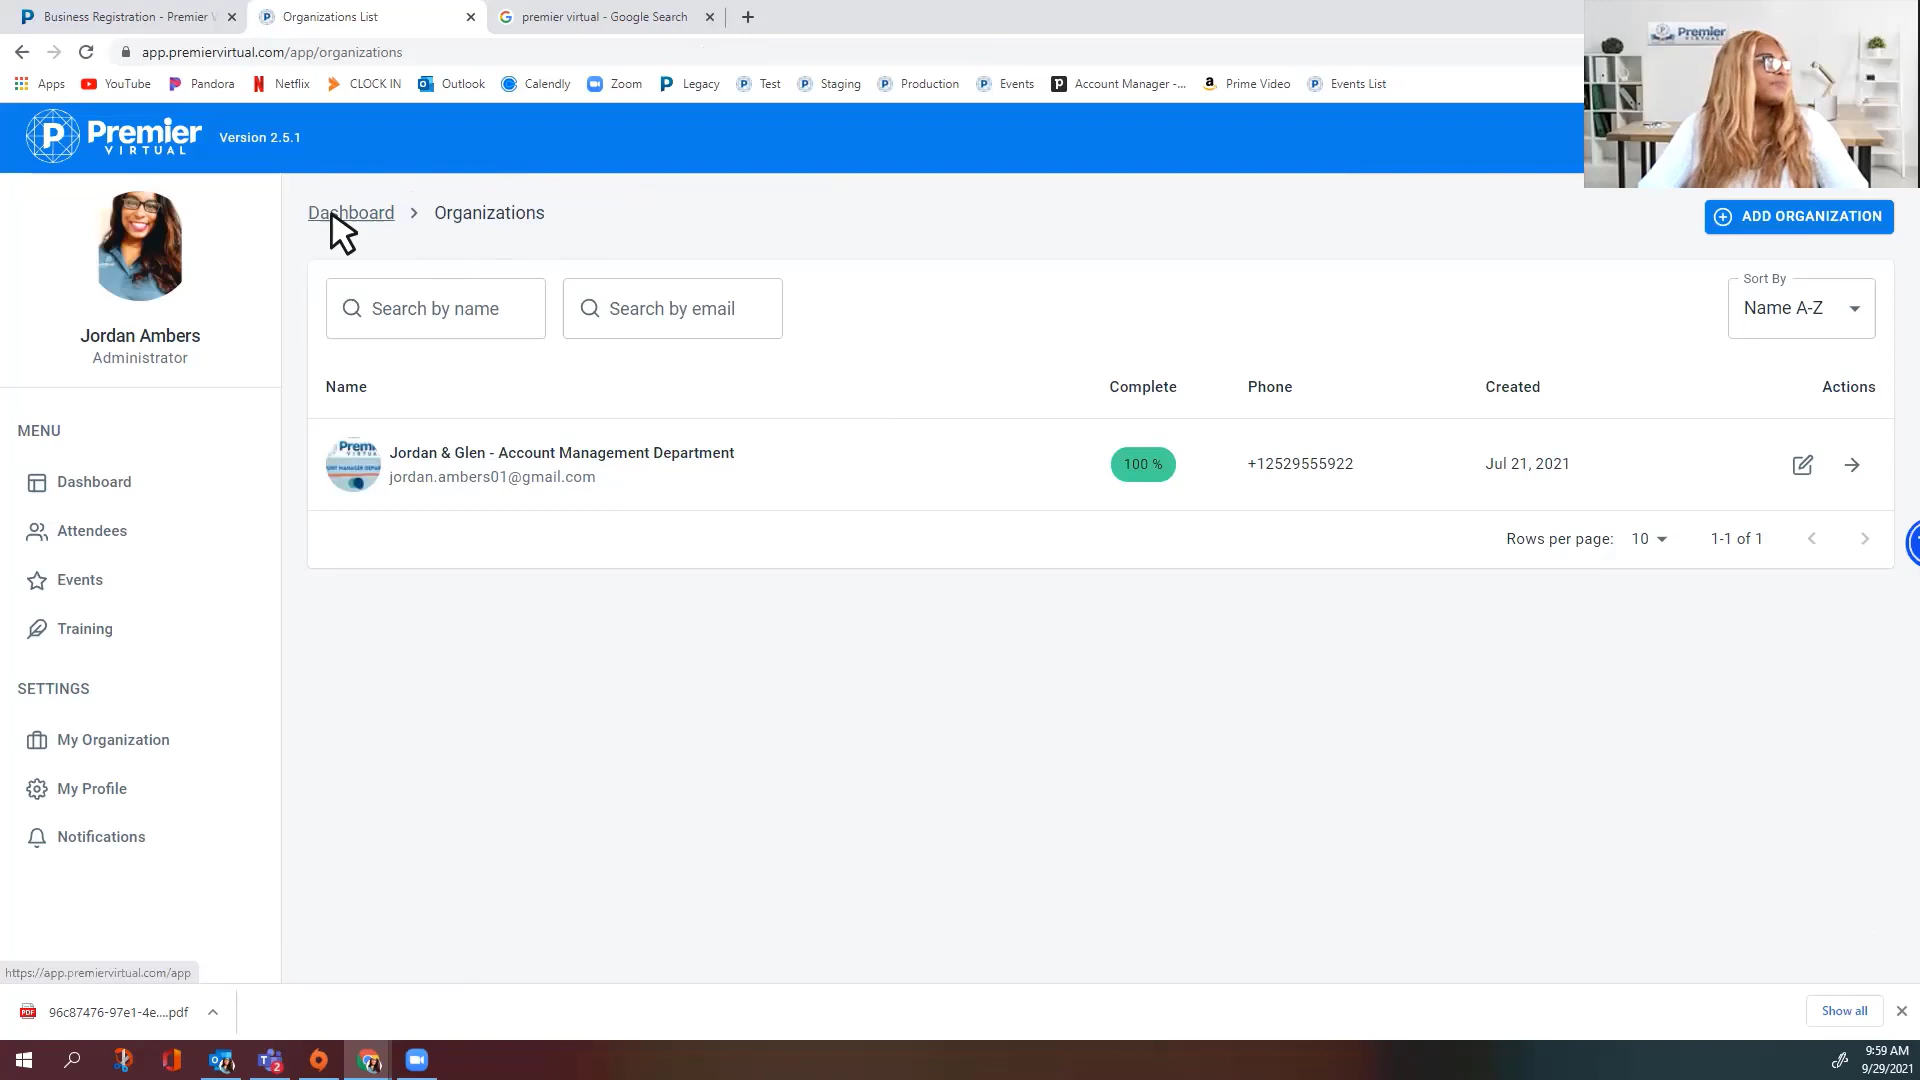 Business Registration - Premier V
Organizations List
premier virtual - Google Search
app.premiervirtual.com/app/organizations
Apps
YouTube
Pandora
Netflix
CLOCK IN
Outlook
Calendly
Zoom
Legacy
Test
Staging
Production
Events
Account Manager -...
Prime Video
Events List
Premier
VIRTUAL
Version 2.5.1
Premier
VIRTUAL
Jordan Ambers
Administrator
MENU
Dashboard
Attendees
Events
Training
SETTINGS
My Organization
My Profile
Notifications
Dashboard > Organizations
ADD ORGANIZATION
Search by name
Search by email
Sort By
Name A-Z
Name Complete Phone Created Actions
Jordan & Glen - Account Management Department
jordan.ambers01@gmail.com
100 %
+12529555922
Jul 21, 2021
Rows per page: 10
1-1 of 1
https://app.premiervirtual.com/app
96c87476-97e1-4e....pdf
Show all
9:59 AM
9/29/2021